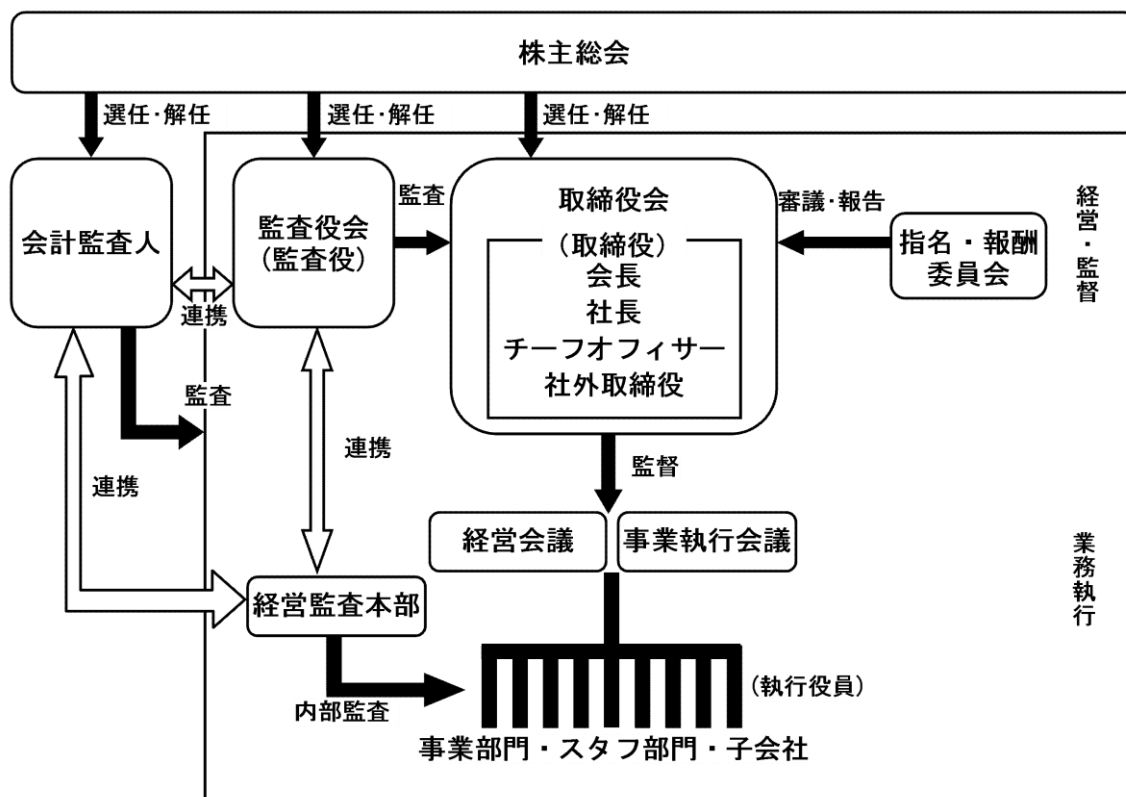 株主総会
選任・解任
選任・解任
選任・解任
会計監査人
監査役会
(監査役)
監査
取締役会
(取締役)
会長
社長
チーフオフィサー
社外取締役
審議・報告
指名・報酬
委員会
経営・監督
連携
監査
連携
連携
監督
経営会議
事業執行会議
業務執行
経営監査本部
内部監査
(執行役員)
事業部門・スタフ部門・子会社